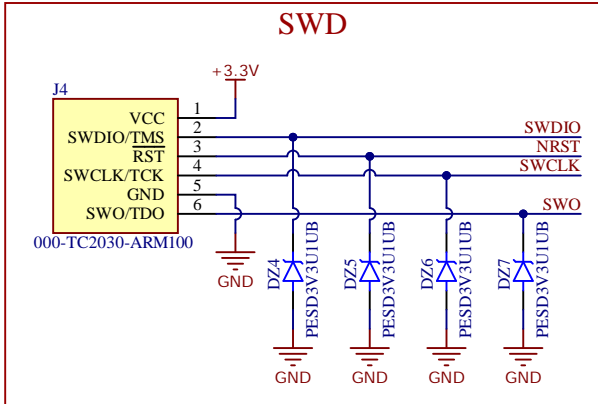 SWD
+3.3V
J4
VCC 1
SWDIO/TMS 2 SWDIO
RST 3 NRST
SWCLK/TCK 4 SWCLK
GND 5
SWO/TDO 6 SWO
000-TC2030-ARM100
GND
DZ4 PESD3V3U1UB
DZ5 PESD3V3U1UB
DZ6 PESD3V3U1UB
DZ7 PESD3V3U1UB
GND GND GND GND